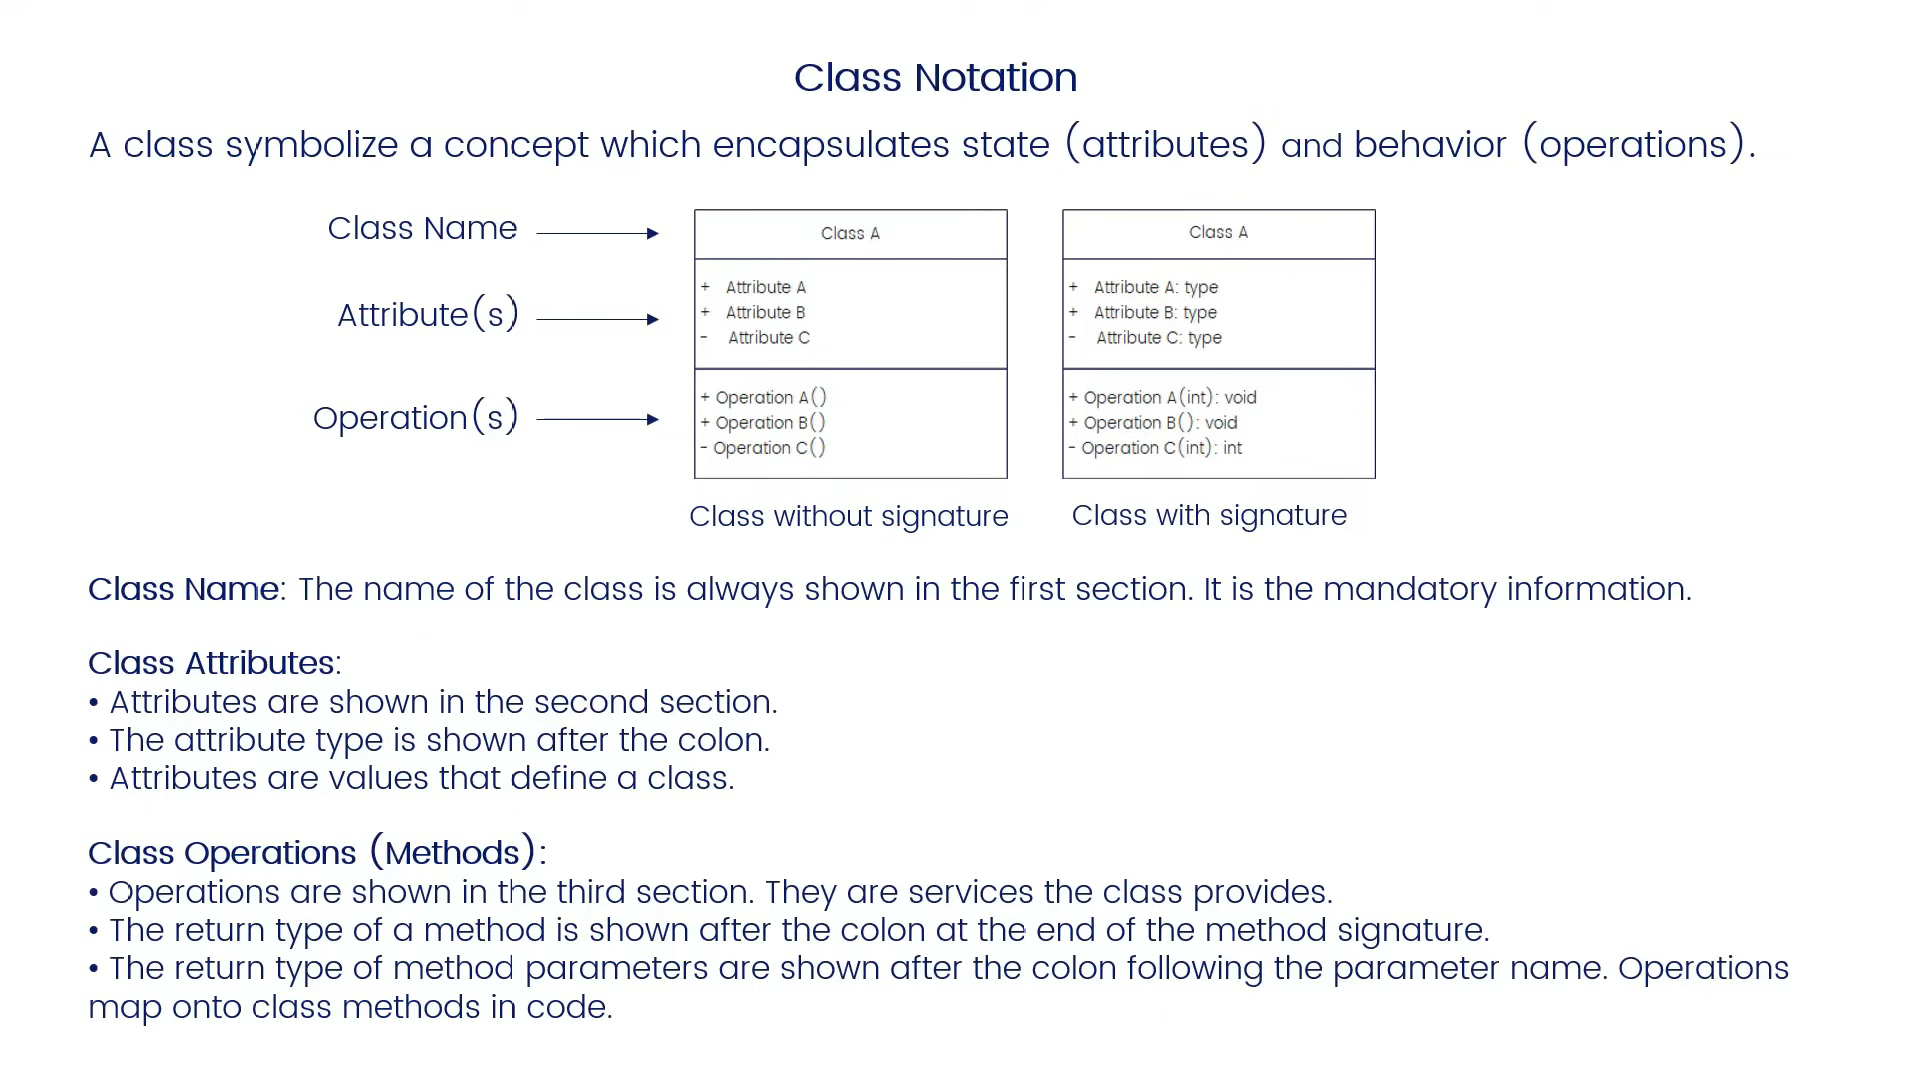 Class Notation
A class symbolize a concept which encapsulates state (attributes) and behavior (operations).
Class Name
Attribute(s)
Operation(s)
Class A
+ Attribute A
+ Attribute B
- Attribute C
+ Operation A()
+ Operation B()
- Operation C()
Class without signature
Class A
+ Attribute A: type
+ Attribute B: type
- Attribute C: type
+ Operation A(int): void
+ Operation B(): void
- Operation C(int): int
Class with signature
Class Name: The name of the class is always shown in the first section. It is the mandatory information.
Class Attributes:
• Attributes are shown in the second section.
• The attribute type is shown after the colon.
• Attributes are values that define a class.
Class Operations (Methods):
• Operations are shown in the third section. They are services the class provides.
• The return type of a method is shown after the colon at the end of the method signature.
• The return type of method parameters are shown after the colon following the parameter name. Operations
map onto class methods in code.